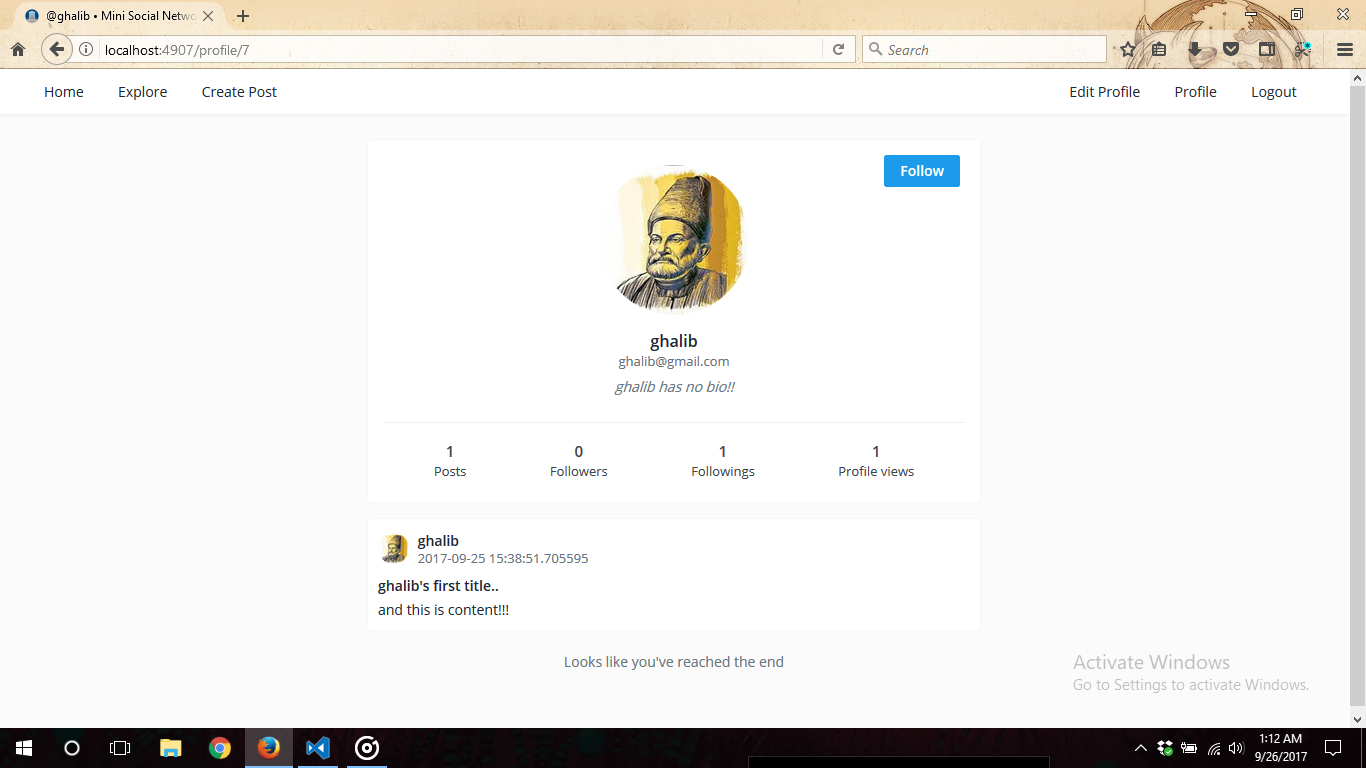 @ghalib • Mini Social Netwo
localhost:4907/profile/7
Search
Home Explore Create Post Edit Profile Profile Logout
Follow
ghalib
ghalib@gmail.com
ghalib has no bio!!
1 0 1 1
Posts Followers Followings Profile views
ghalib
2017-09-25 15:38:51.705595
ghalib's first title..
and this is content!!!
Looks like you've reached the end
Activate Windows
Go to Settings to activate Windows.
1:12 AM
9/26/2017